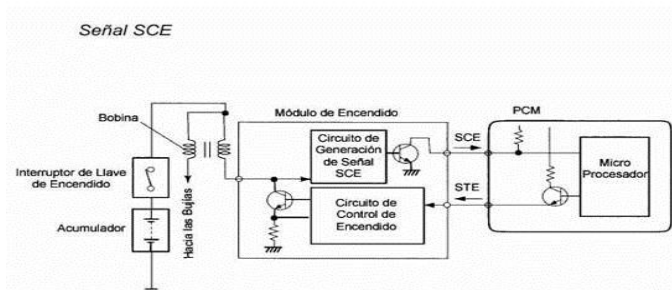 Señal SCE
Bobina
Interruptor de Llave
de Encendido
Acumulador
Hacia las Bujías
Módulo de Encendido
Circuito de
Generación
de Señal
SCE
Circuito de
Control de
Encendido
SCE
STE
PCM
Micro
Procesador